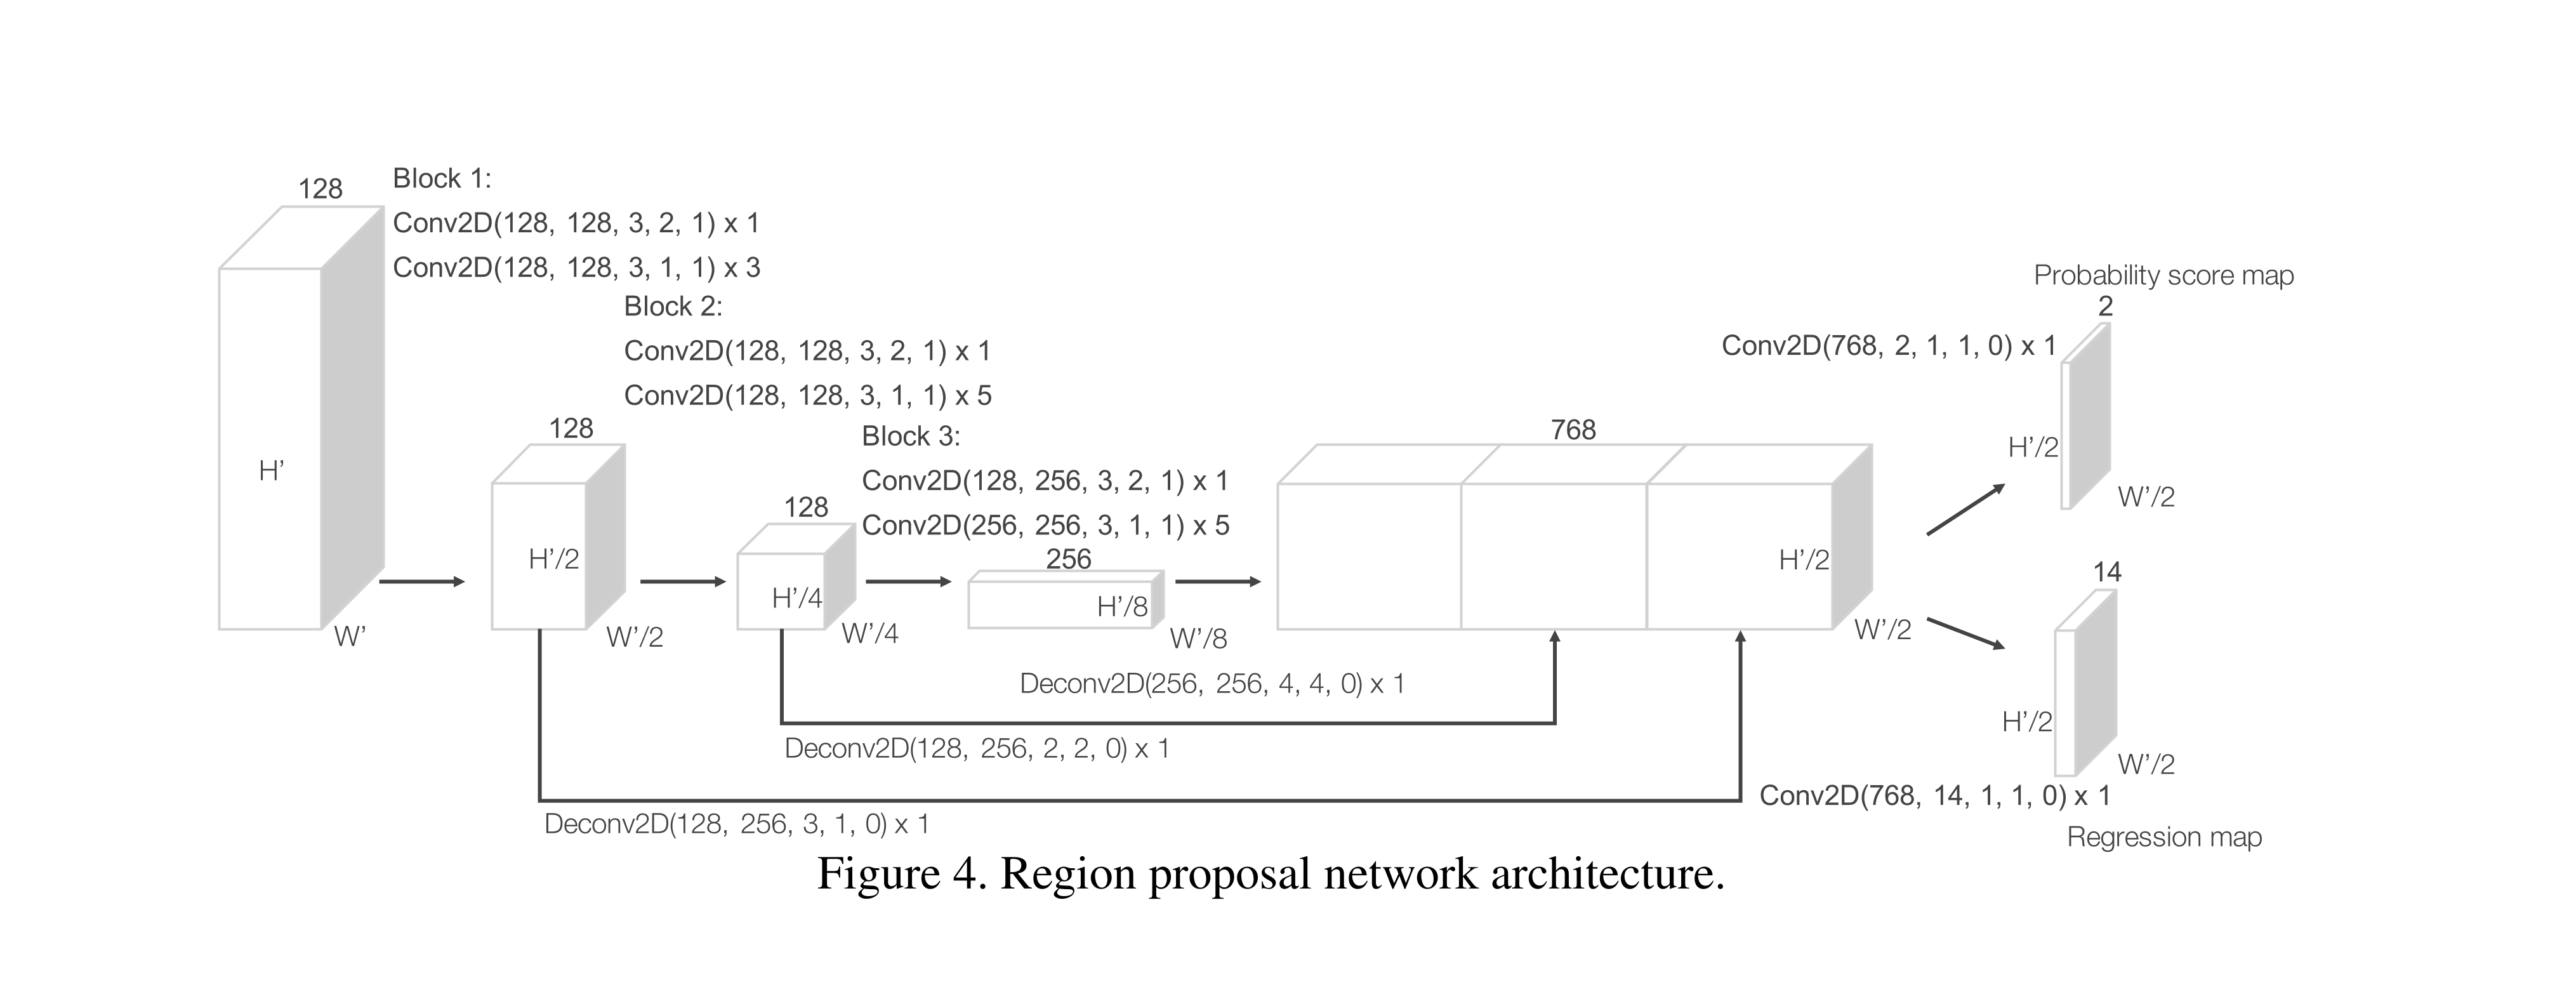 128
Block 1:
Conv2D(128, 128, 3, 2, 1) x 1
Conv2D(128, 128, 3, 1, 1) x 3
H’
W’
Block 2:
Conv2D(128, 128, 3, 2, 1) x 1
Conv2D(128, 128, 3, 1, 1) x 5
128
H’/2
W’/2
Block 3:
Conv2D(128, 256, 3, 2, 1) x 1
Conv2D(256, 256, 3, 1, 1) x 5
128
H’/4
W’/4
256
H’/8
W’/8
768
H’/2
W’/2
Deconv2D(256, 256, 4, 4, 0) x 1
Deconv2D(128, 256, 2, 2, 0) x 1
Deconv2D(128, 256, 3, 1, 0) x 1
Probability score map
2
Conv2D(768, 2, 1, 1, 0) x 1
H’/2
W’/2
14
H’/2
W’/2
Conv2D(768, 14, 1, 1, 0) x 1
Regression map
Figure 4. Region proposal network architecture.